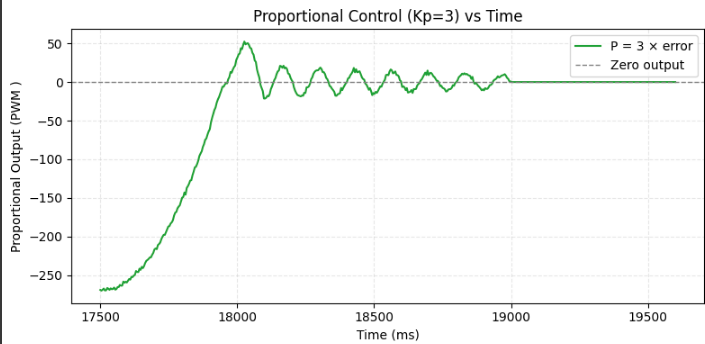 Proportional Control (Kp=3) vs Time
P = 3 × error
Zero output
50
0
−50
−100
−150
−200
−250
Proportional Output (PWM )
17500 18000 18500 19000 19500
Time (ms)